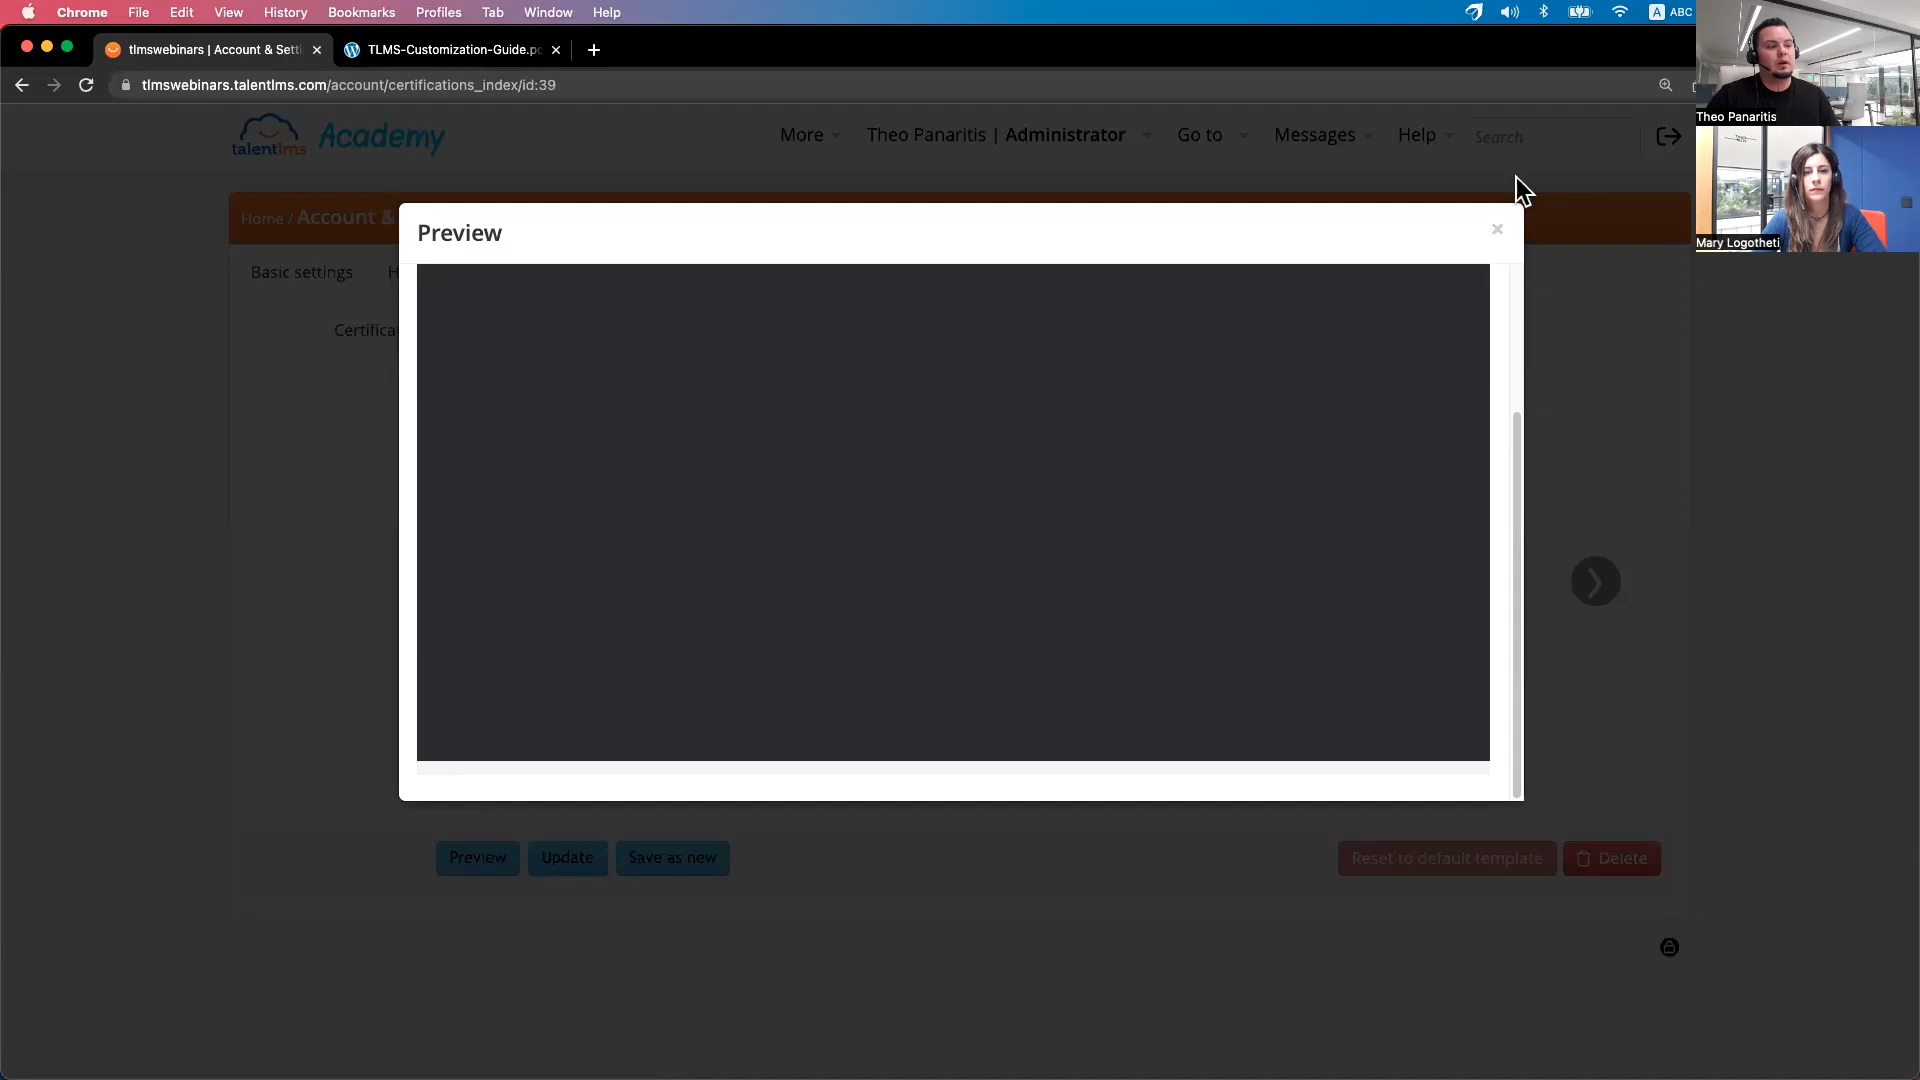 Chrome File Edit View History Bookmarks Profiles Tab Window Help A ABC
tlmswebinars | Account & Setti
TLMS-Customization-Guide.pd
tlmswebinars.talentlms.com/account/certifications_index/id:39
talentlms Academy
More Theo Panaritis | Administrator Go to Messages Help Search
Theo Panaritis
Mary Logotheti
Home / Account &
Preview
Basic settings H
Certifica
Preview Update Save as new Reset to default template Delete